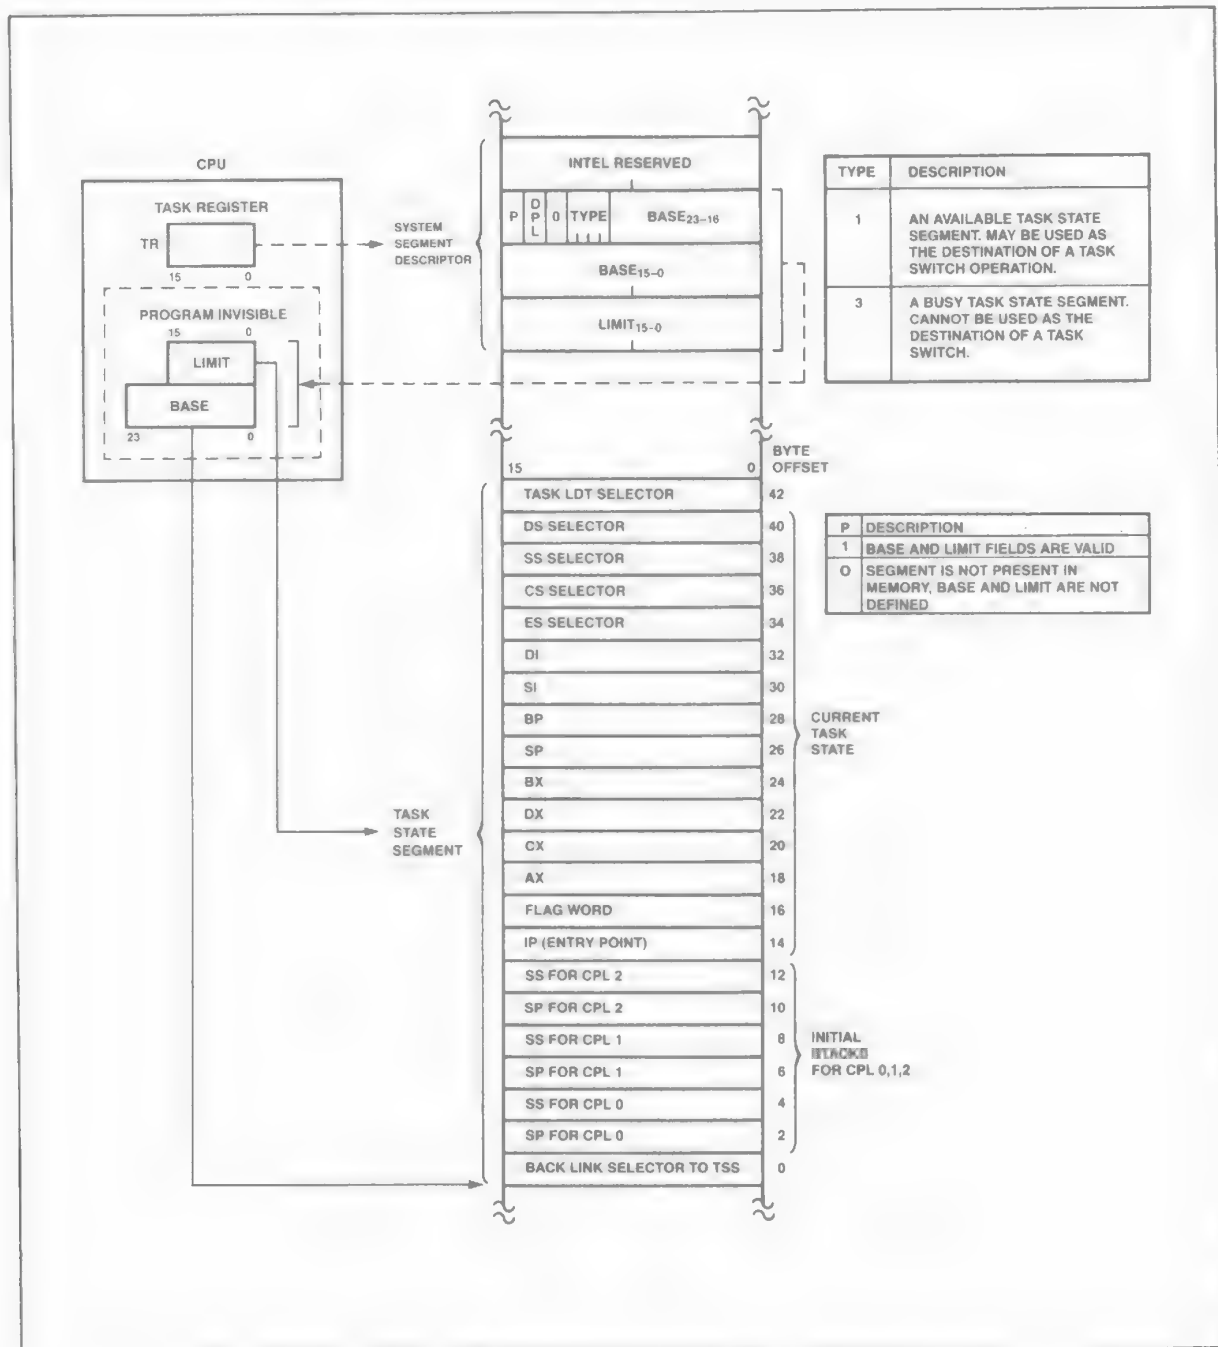 CPU
TASK REGISTER
TR
15 0
PROGRAM INVISIBLE
15 0
LIMIT
BASE
23 0
SYSTEM
SEGMENT
DESCRIPTOR
INTEL RESERVED
P DPL 0 TYPE BASE23–16
BASE15–0
LIMIT15–0
TYPE DESCRIPTION
1 AN AVAILABLE TASK STATE
SEGMENT. MAY BE USED AS
THE DESTINATION OF A TASK
SWITCH OPERATION.
3 A BUSY TASK STATE SEGMENT.
CANNOT BE USED AS THE
DESTINATION OF A TASK
SWITCH.
BYTE
15 0 OFFSET
TASK LDT SELECTOR 42
DS SELECTOR 40
SS SELECTOR 38
CS SELECTOR 36
ES SELECTOR 34
DI 32
SI 30
BP 28
SP 26
BX 24
DX 22
CX 20
AX 18
FLAG WORD 16
IP (ENTRY POINT) 14
SS FOR CPL 2 12
SP FOR CPL 2 10
SS FOR CPL 1 8
SP FOR CPL 1 6
SS FOR CPL 0 4
SP FOR CPL 0 2
BACK LINK SELECTOR TO TSS 0
P DESCRIPTION
1 BASE AND LIMIT FIELDS ARE VALID
O SEGMENT IS NOT PRESENT IN
MEMORY, BASE AND LIMIT ARE NOT
DEFINED
CURRENT
TASK
STATE
TASK
STATE
SEGMENT
INITIAL
FOR CPL 0,1,2